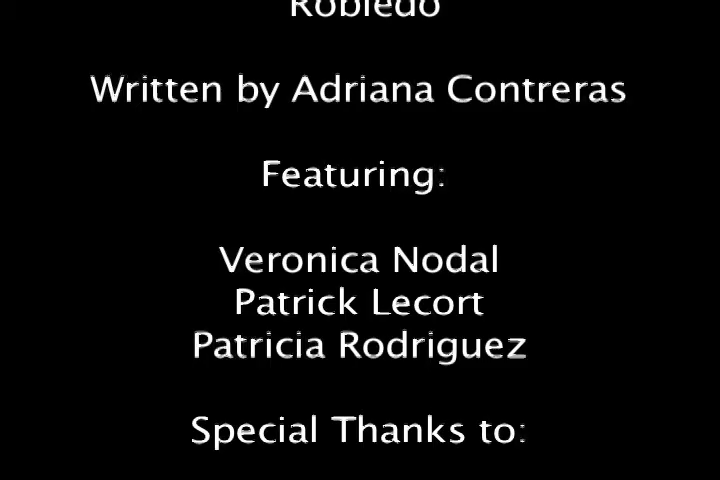 Robledo
Written by Adriana Contreras
Featuring:
Veronica Nodal
Patrick Lecort
Patricia Rodriguez
Special Thanks to: